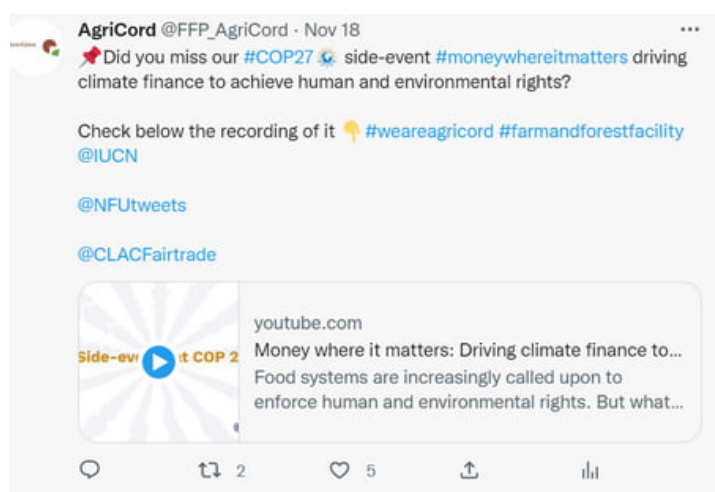 AgriCord @FFP_AgriCord · Nov 18
📌Did you miss our #COP27 side-event #moneywhereitmatters driving
climate finance to achieve human and environmental rights?
Check below the recording of it 👇 #weareagricord #farmandforestfacility
@IUCN
@NFUtweets
@CLACFairtrade
youtube.com
Side-ev t COP 2
Money where it matters: Driving climate finance to...
Food systems are increasingly called upon to
enforce human and environmental rights. But what...
2 5